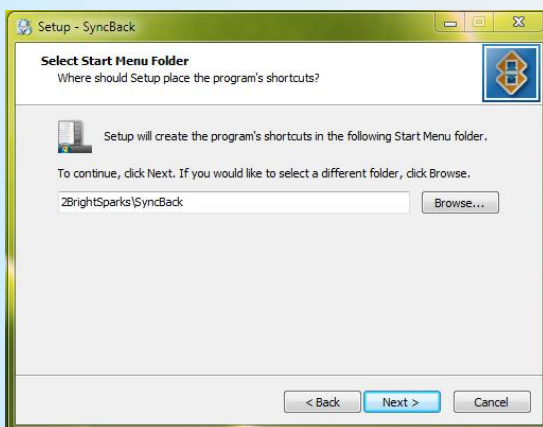 Setup - SyncBack
Select Start Menu Folder
Where should Setup place the program's shortcuts?
Setup will create the program's shortcuts in the following Start Menu folder.
To continue, click Next. If you would like to select a different folder, click Browse.
2BrightSparks\SyncBack
Browse...
< Back
Next >
Cancel